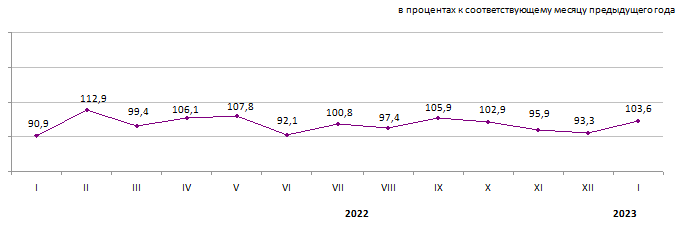 в процентах к соответствующему месяцу предыдущего года
90,9 112,9 99,4 106,1 107,8 92,1 100,8 97,4 105,9 102,9 95,9 93,3 103,6
I II III IV V VI VII VIII IX X XI XII I
2022 2023